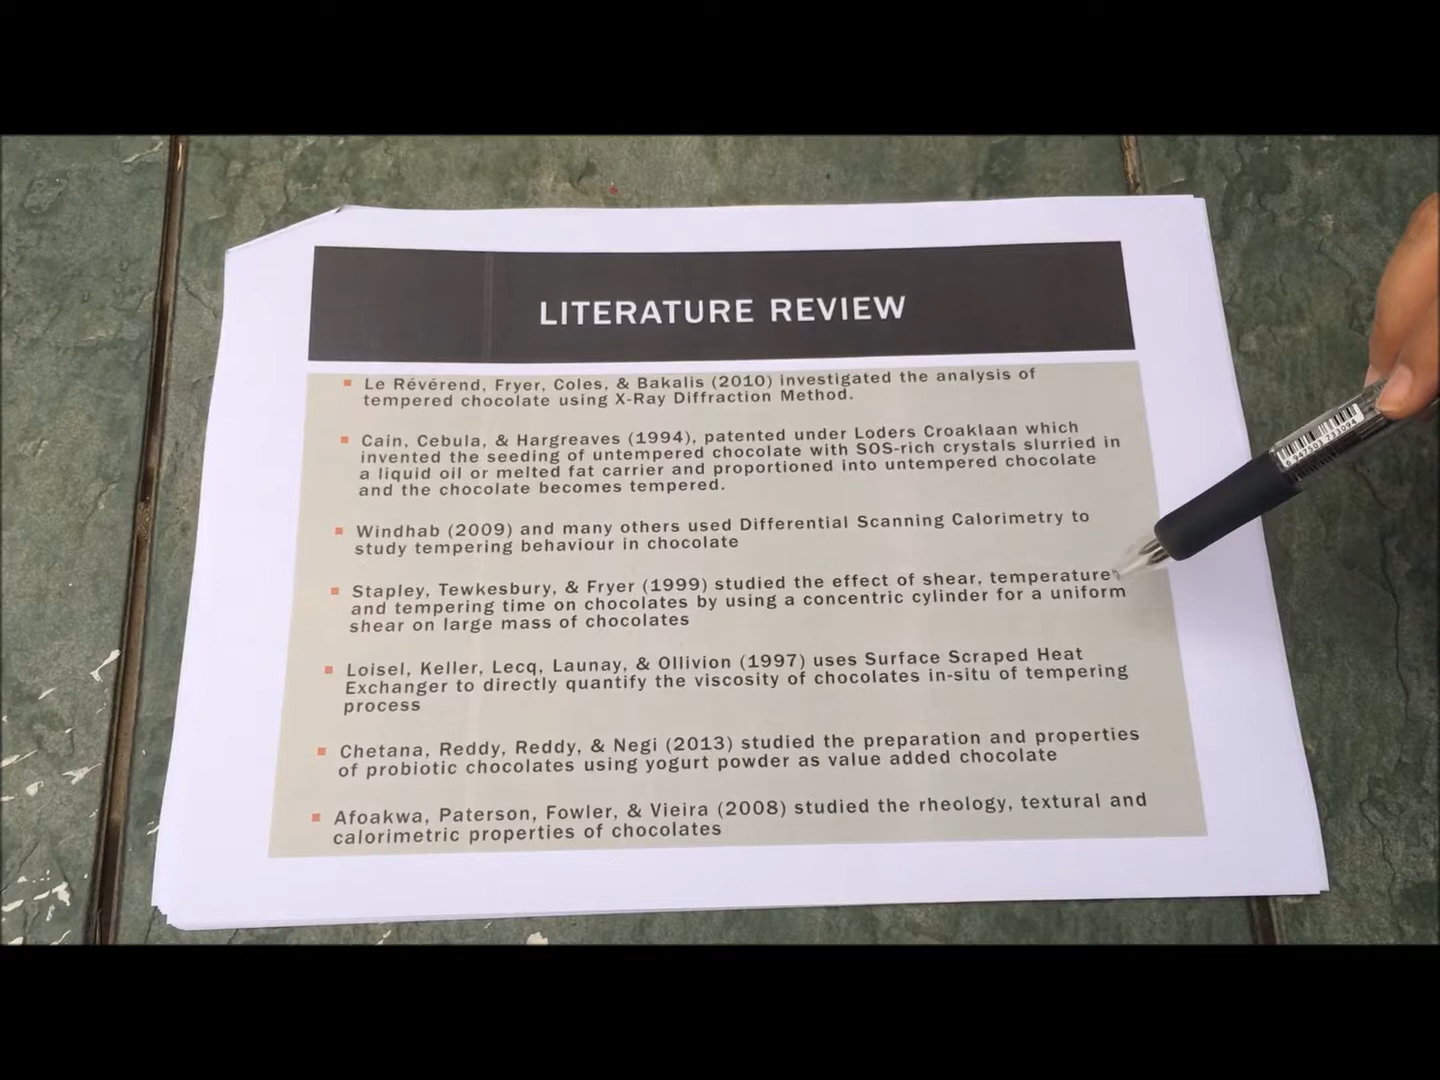 LITERATURE REVIEW
Le Révérend, Fryer, Coles, & Bakalis (2010) investigated the analysis of
tempered chocolate using X-Ray Diffraction Method.
Cain, Cebula, & Hargreaves (1994), patented under Loders Croaklaan which
invented the seeding of untempered chocolate with SOS-rich crystals slurried in
a liquid oil or melted fat carrier and proportioned into untempered chocolate
and the chocolate becomes tempered.
Windhab (2009) and many others used Differential Scanning Calorimetry to
study tempering behaviour in chocolate
Stapley, Tewkesbury, & Fryer (1999) studied the effect of shear, temperature
and tempering time on chocolates by using a concentric cylinder for a uniform
shear on large mass of chocolates
Loisel, Keller, Lecq, Launay, & Ollivion (1997) uses Surface Scraped Heat
Exchanger to directly quantify the viscosity of chocolates in-situ of tempering
process
Chetana, Reddy, Reddy, & Negi (2013) studied the preparation and properties
of probiotic chocolates using yogurt powder as value added chocolate
Afoakwa, Paterson, Fowler, & Vieira (2008) studied the rheology, textural and
calorimetric properties of chocolates